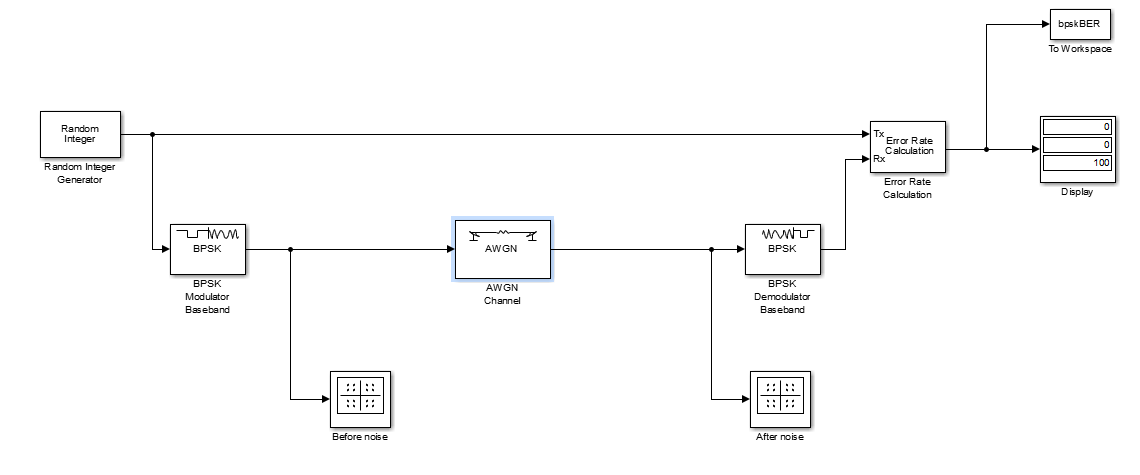 bpskBER
To Workspace
Random
Integer
Random Integer
Generator
Tx
Rx
Error Rate
Calculation
Error Rate
Calculation
0
0
100
Display
BPSK
BPSK
Modulator
Baseband
AWGN
AWGN
Channel
BPSK
BPSK
Demodulator
Baseband
Before noise
After noise